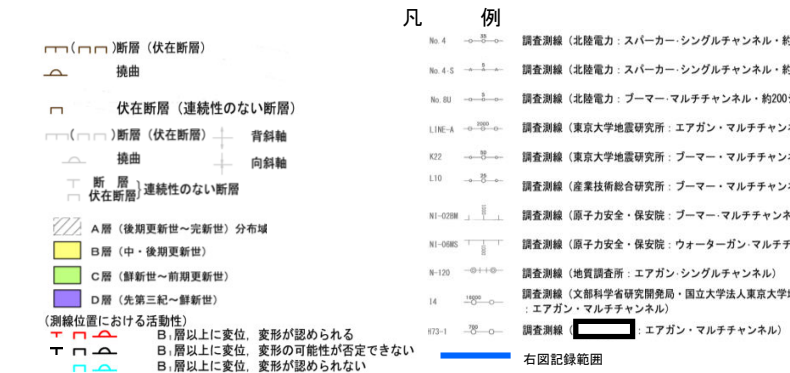 凡 例
(  )断層（伏在断層）
撓曲
伏在断層（連続性のない断層）
(  )断層（伏在断層） 背斜軸
撓曲 向斜軸
断 層
伏在断層}連続性のない断層
A層（後期更新世～完新世）分布域
B層（中・後期更新世）
C層（鮮新世～前期更新世）
D層（先第三紀～鮮新世）
(測線位置における活動性)
B₁層以上に変位，変形が認められる
B₁層以上に変位，変形の可能性が否定できない
B₁層以上に変位，変形が認められない
No.4 35 調査測線（北陸電力：スパーカー・シングルチャンネル・約
No.4-S 5 調査測線（北陸電力：スパーカー・シングルチャンネル・約
No.8U 5 調査測線（北陸電力：ブーマー・マルチチャンネル・約200
LINE-A 2000 調査測線（東京大学地震研究所：エアガン・マルチチャン
K22 50 調査測線（東京大学地震研究所：ブーマー・マルチチャン
L10 25 調査測線（産業技術総合研究所：ブーマー・マルチチャン
NI-02BM 調査測線（原子力安全・保安院：ブーマー・マルチチャンネ
NI-06WS 調査測線（原子力安全・保安院：ウォーターガン・マルチチ
N-120 調査測線（地質調査所：エアガン・シングルチャンネル）
I4 調査測線（文部科学省研究開発局・国立大学法人東京大学
：エアガン・マルチチャンネル）
H73-1 700 調査測線（ ：エアガン・マルチチャンネル）
右図記録範囲